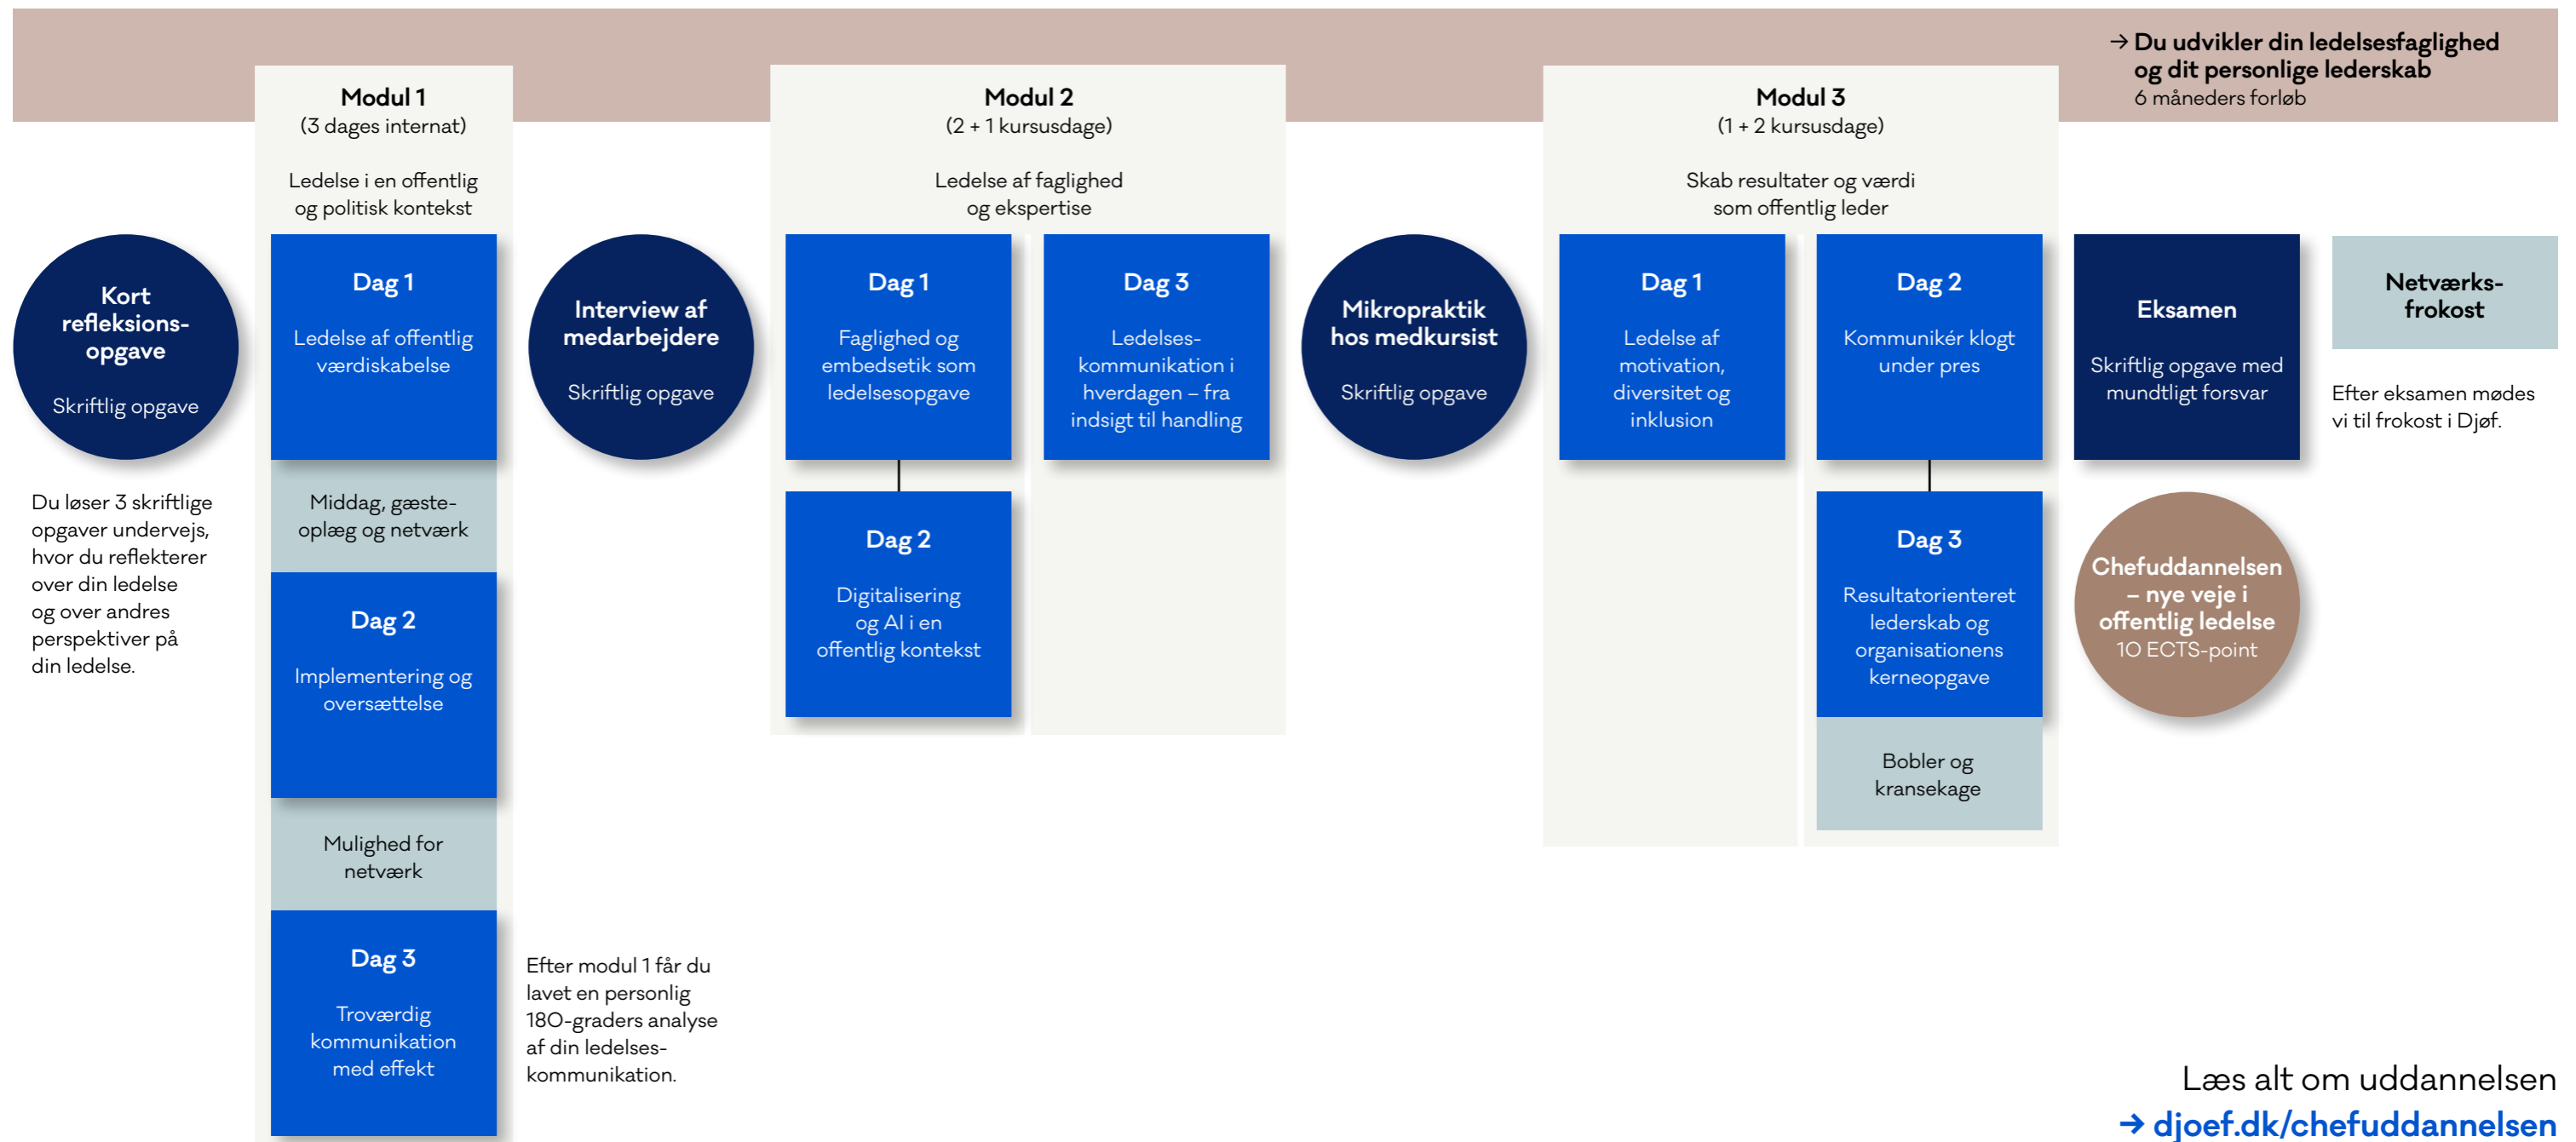 → Du udvikler din ledelsesfaglighed
og dit personlige lederskab
6 måneders forløb
Kort
refleksions-
opgave
Skriftlig opgave
Du løser 3 skriftlige
opgaver undervejs,
hvor du reflekterer
over din ledelse
og over andres
perspektiver på
din ledelse.
Modul 1
(3 dages internat)
Ledelse i en offentlig
og politisk kontekst
Dag 1
Ledelse af offentlig
værdiskabelse
Middag, gæste-
oplæg og netværk
Dag 2
Implementering og
oversættelse
Mulighed for
netværk
Dag 3
Troværdig
kommunikation
med effekt
Interview af
medarbejdere
Skriftlig opgave
Efter modul 1 får du
lavet en personlig
180-graders analyse
af din ledelses-
kommunikation.
Modul 2
(2 + 1 kursusdage)
Ledelse af faglighed
og ekspertise
Dag 1
Faglighed og
embedsetik som
ledelsesopgave
Dag 2
Digitalisering
og AI i en
offentlig kontekst
Dag 3
Ledelses-
kommunikation i
hverdagen – fra
indsigt til handling
Mikropraktik
hos medkursist
Skriftlig opgave
Modul 3
(1 + 2 kursusdage)
Skab resultater og værdi
som offentlig leder
Dag 1
Ledelse af
motivation,
diversitet og
inklusion
Dag 2
Kommunikér klogt
under pres
Dag 3
Resultatorienteret
lederskab og
organisationens
kerneopgave
Bobler og
kransekage
Eksamen
Skriftlig opgave med
mundtligt forsvar
Chefuddannelsen
– nye veje i
offentlig ledelse
10 ECTS-point
Netværks-
frokost
Efter eksamen mødes
vi til frokost i Djøf.
Læs alt om uddannelsen
→ djoef.dk/chefuddannelsen